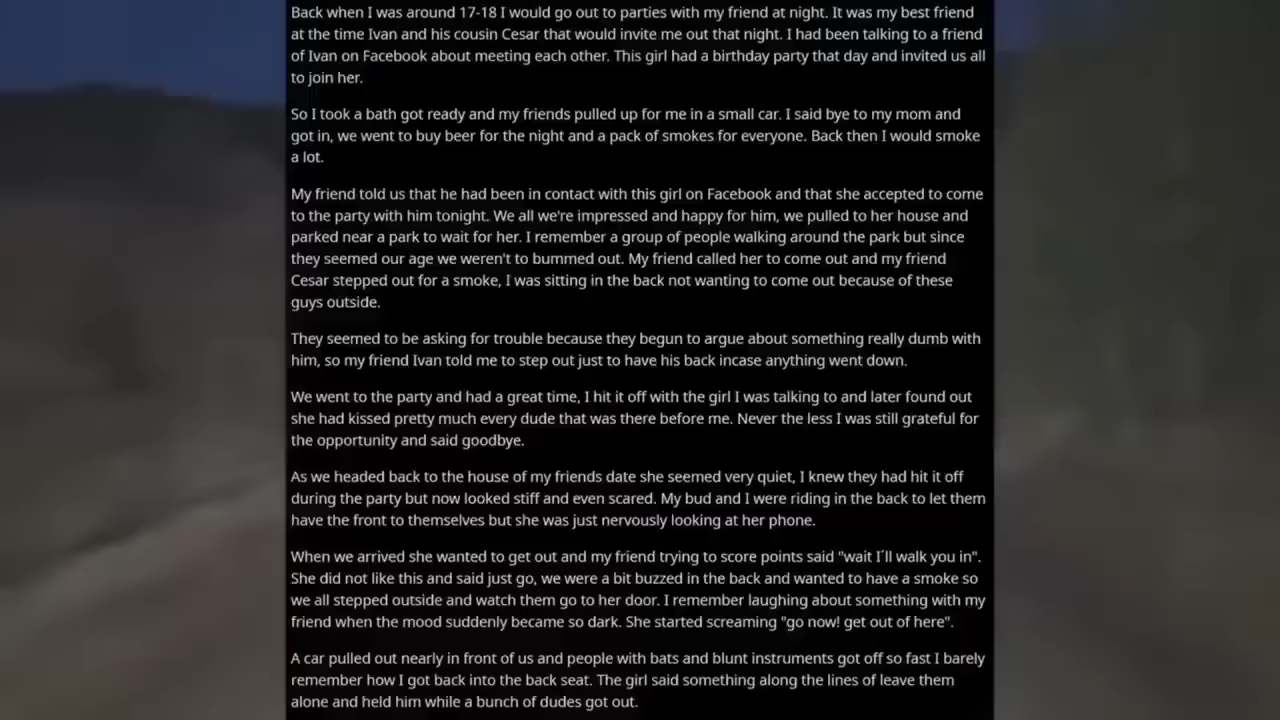 Back when I was around 17-18 I would go out to parties with my friend at night. It was my best friend
at the time Ivan and his cousin Cesar that would invite me out that night. I had been talking to a friend
of Ivan on Facebook about meeting each other. This girl had a birthday party that day and invited us all
to join her.
So I took a bath got ready and my friends pulled up for me in a small car. I said bye to my mom and
got in, we went to buy beer for the night and a pack of smokes for everyone. Back then I would smoke
a lot.
My friend told us that he had been in contact with this girl on Facebook and that she accepted to come
to the party with him tonight. We all we're impressed and happy for him, we pulled to her house and
parked near a park to wait for her. I remember a group of people walking around the park but since
they seemed our age we weren't to bummed out. My friend called her to come out and my friend
Cesar stepped out for a smoke, I was sitting in the back not wanting to come out because of these
guys outside.
They seemed to be asking for trouble because they begun to argue about something really dumb with
him, so my friend Ivan told me to step out just to have his back incase anything went down.
We went to the party and had a great time, I hit it off with the girl I was talking to and later found out
she had kissed pretty much every dude that was there before me. Never the less I was still grateful for
the opportunity and said goodbye.
As we headed back to the house of my friends date she seemed very quiet, I knew they had hit it off
during the party but now looked stiff and even scared. My bud and I were riding in the back to let them
have the front to themselves but she was just nervously looking at her phone.
When we arrived she wanted to get out and my friend trying to score points said "wait I´ll walk you in".
She did not like this and said just go, we were a bit buzzed in the back and wanted to have a smoke so
we all stepped outside and watch them go to her door. I remember laughing about something with my
friend when the mood suddenly became so dark. She started screaming "go now! get out of here".
A car pulled out nearly in front of us and people with bats and blunt instruments got off so fast I barely
remember how I got back into the back seat. The girl said something along the lines of leave them
alone and held him while a bunch of dudes got out.